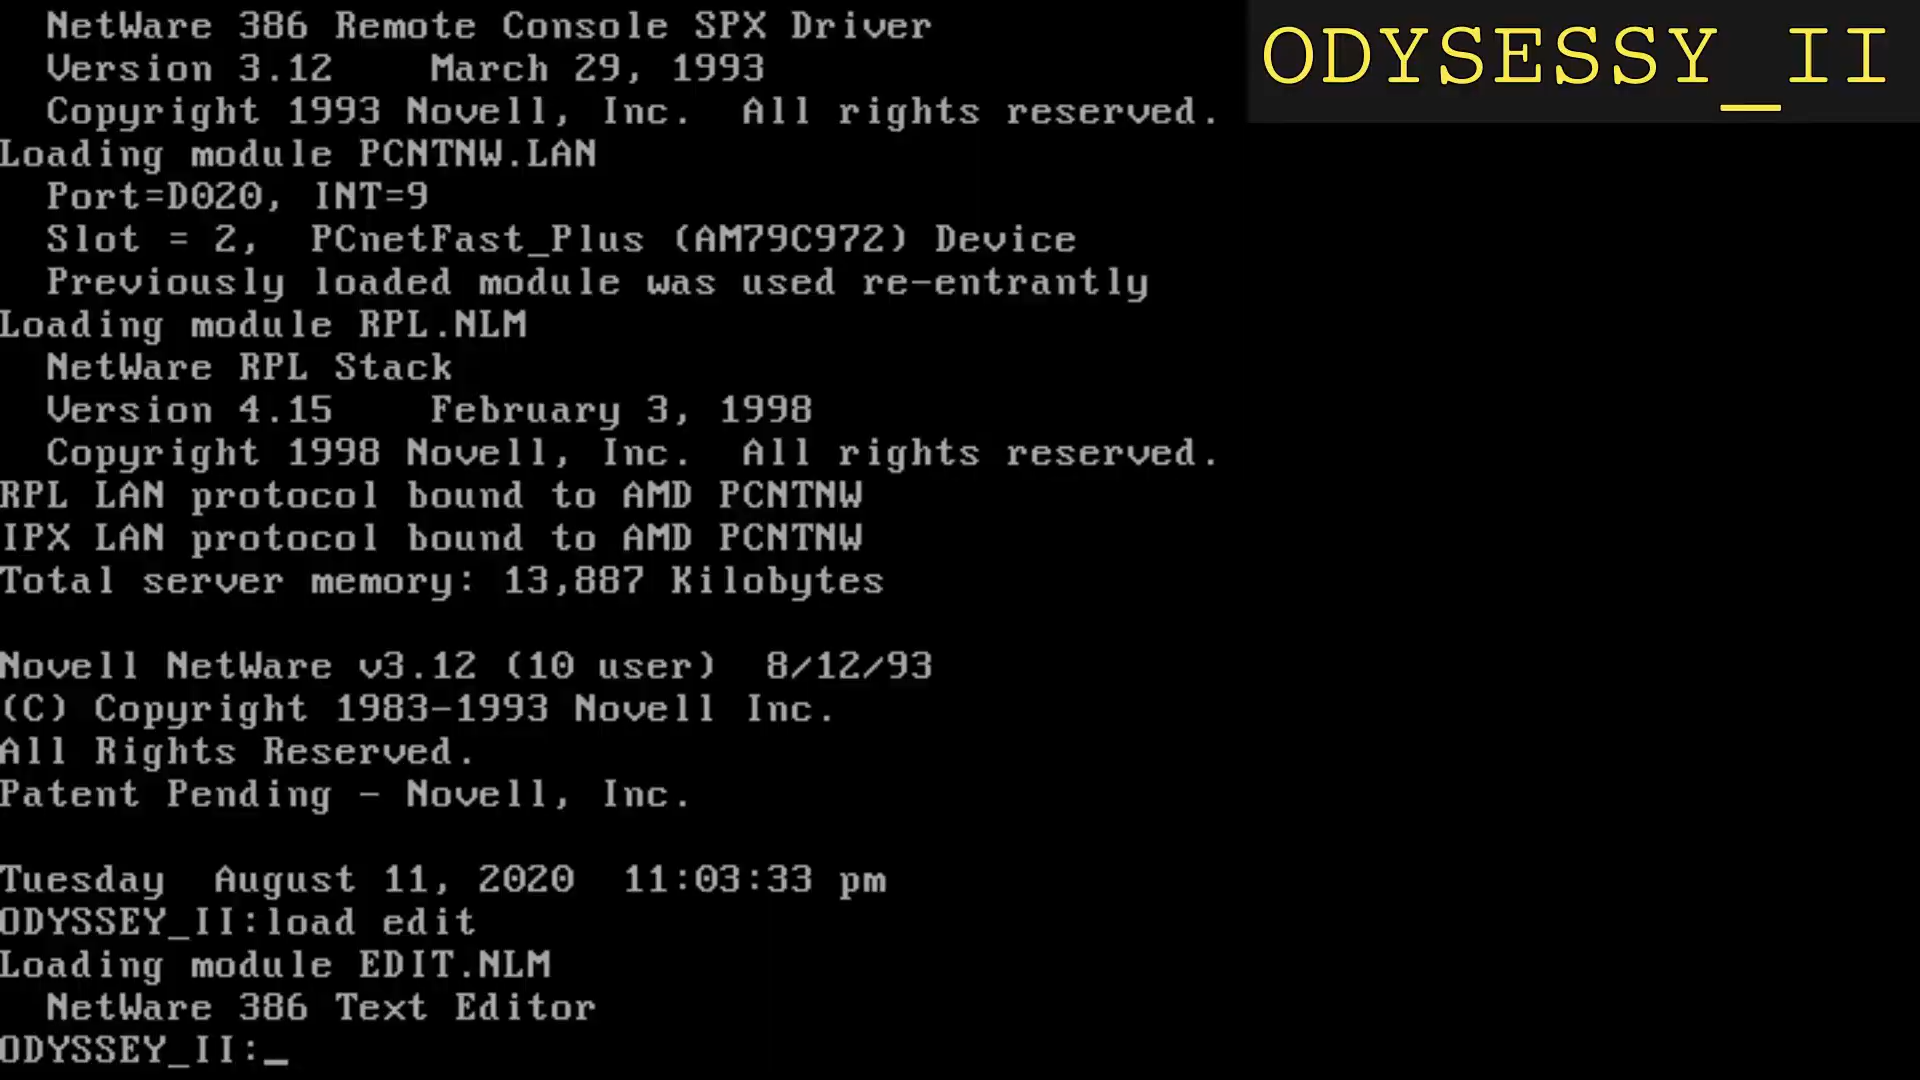 NetWare 386 Remote Console SPX Driver
ODYSESSY_II
Version 3.12    March 29, 1993
Copyright 1993 Novell, Inc.  All rights reserved.
Loading module PCNTNW.LAN
Port=D020, INT=9
Slot = 2,  PCnetFast_Plus (AM79C972) Device
Previously loaded module was used re-entrantly
Loading module RPL.NLM
NetWare RPL Stack
Version 4.15    February 3, 1998
Copyright 1998 Novell, Inc.  All rights reserved.
RPL LAN protocol bound to AMD PCNTNW
IPX LAN protocol bound to AMD PCNTNW
Total server memory: 13,887 Kilobytes
Novell NetWare v3.12 (10 user)  8/12/93
(C) Copyright 1983-1993 Novell Inc.
All Rights Reserved.
Patent Pending - Novell, Inc.
Tuesday  August 11, 2020  11:03:33 pm
ODYSSEY_II:load edit
Loading module EDIT.NLM
NetWare 386 Text Editor
ODYSSEY_II:_